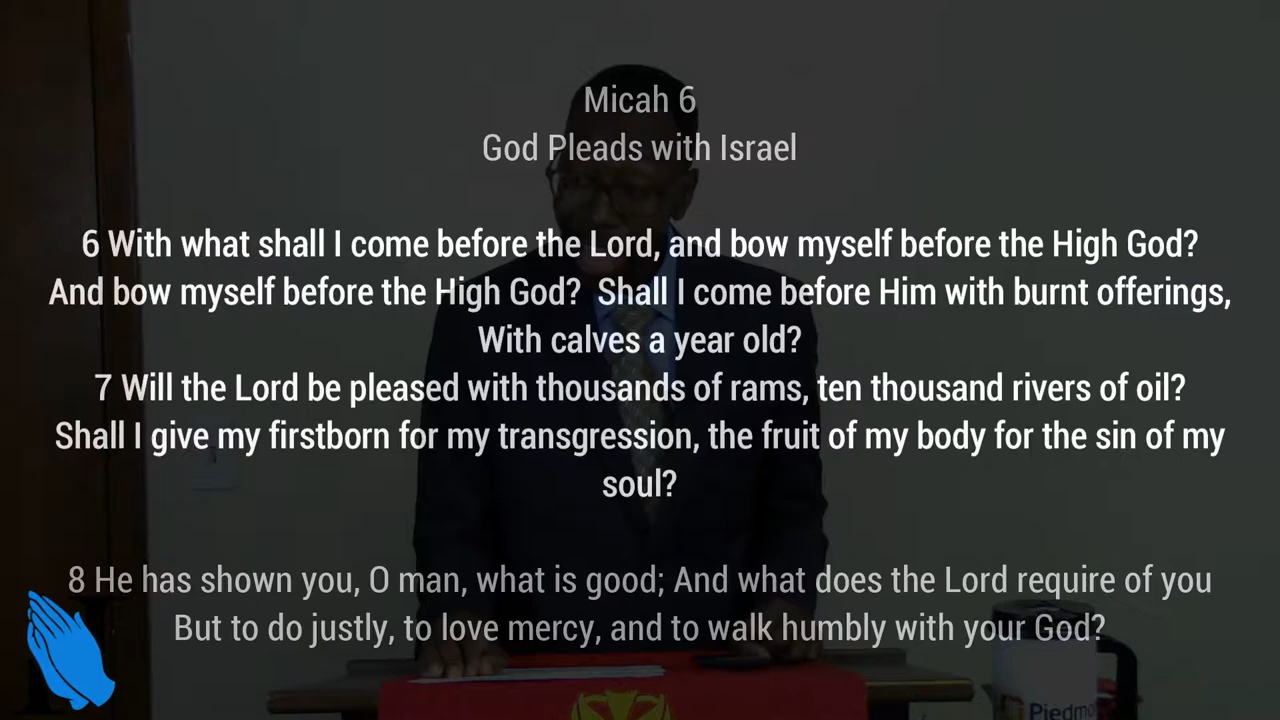 Micah 6
God Pleads with Israel
6 With what shall I come before the Lord, and bow myself before the High God?
And bow myself before the High God?  Shall I come before Him with burnt offerings,
With calves a year old?
7 Will the Lord be pleased with thousands of rams, ten thousand rivers of oil?
Shall I give my firstborn for my transgression, the fruit of my body for the sin of my
soul?
8 He has shown you, O man, what is good; And what does the Lord require of you
But to do justly, to love mercy, and to walk humbly with your God?